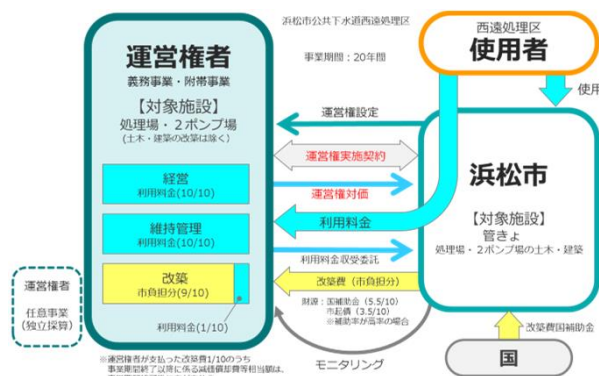 浜松市公共下水道西遠処理区
事業期間：20年間
運営権者
義務事業・附帯事業
【対象施設】
処理場・２ポンプ場
(土木・建築の改築は除く)
経営
利用料金(10/10)
維持管理
利用料金(10/10)
改築
市負担分(9/10)
利用料金(1/10)
運営権者
任意事業
(独立採算)
※運営権者が支払った改築費1/10のうち
事業期間終了以降に係る減価償却費等相当額は、
西遠処理区
使用者
使用
運営権設定
運営権実施契約
運営権対価
利用料金
利用料金収受委託
改築費（市負担分）
財源：国補助金（5.5/10）
市起債（3.5/10）
※補助率が高率の場合
モニタリング
浜松市
【対象施設】
管きょ
処理場・２ポンプ場の土木・建築
改築費国補助金
国